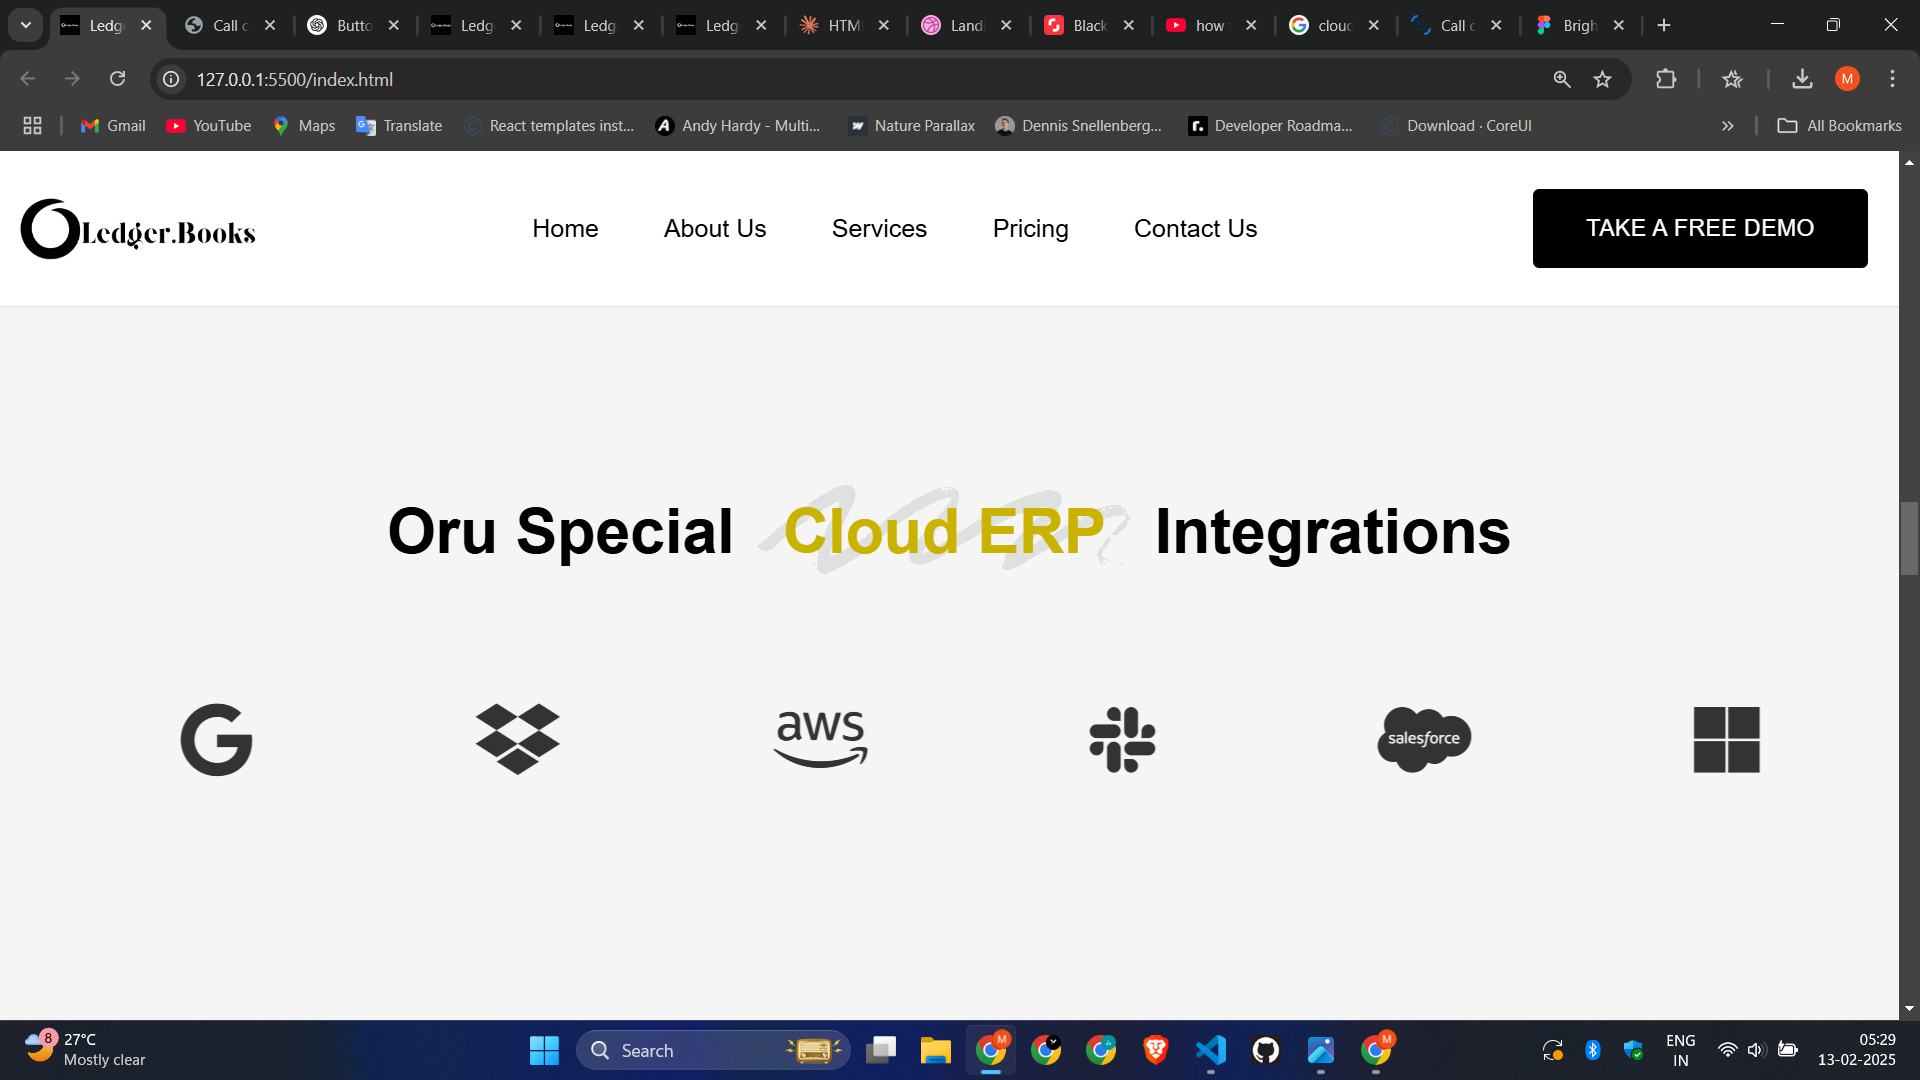 Ledg
Call c
Butto
Ledg
Ledg
Ledg
HTM
Landi
Black
how
cloud
Call c
Brigh
127.0.0.1:5500/index.html
M
Gmail
YouTube
Maps
Translate
React templates inst...
Andy Hardy - Multi...
Nature Parallax
Dennis Snellenberg...
Developer Roadma...
Download · CoreUI
All Bookmarks
Ledger.Books
Home
About Us
Services
Pricing
Contact Us
TAKE A FREE DEMO
Oru Special Cloud ERP Integrations
aws
salesforce
8
27°C
Mostly clear
Search
M
M
ENG
IN
05:29
13-02-2025